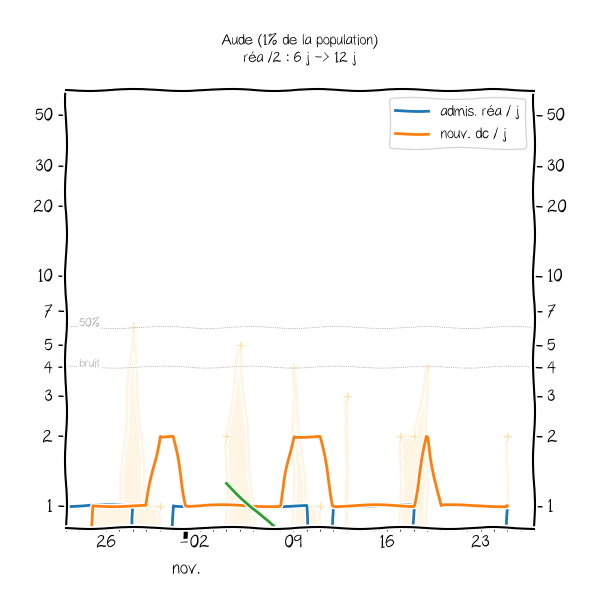 Aude (1% de la population)
réa /2 : 6 j -> 12 j
admis. réa / j
nouv. dc / j
50 50
30 30
20 20
10 10
7 7
50%
5 5
bruit
4 4
3 3
2 2
1 1
26 02 09 16 23
nov.